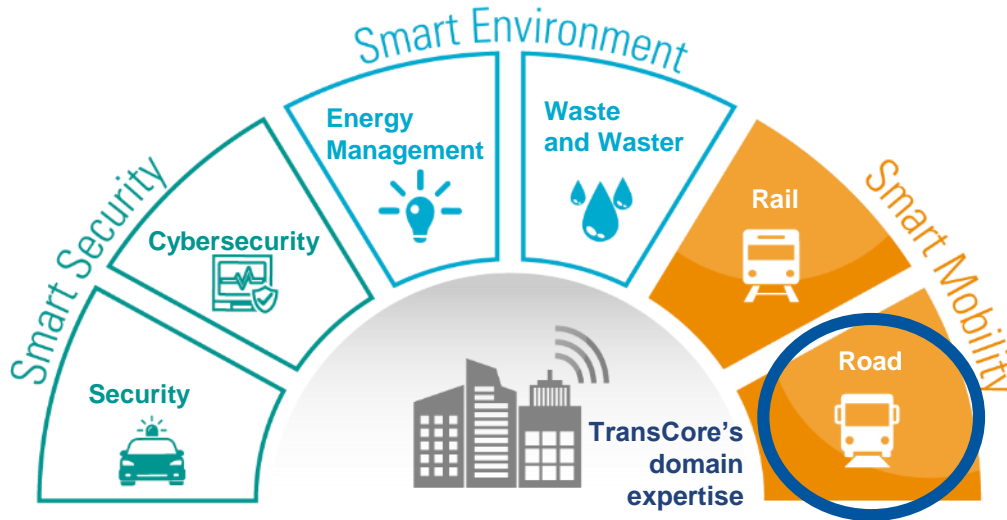 Smart Environment
Smart Security
Smart Mobility
Energy
Management
Waste
and Waster
Cybersecurity
Rail
Security
Road
TransCore's
domain
expertise